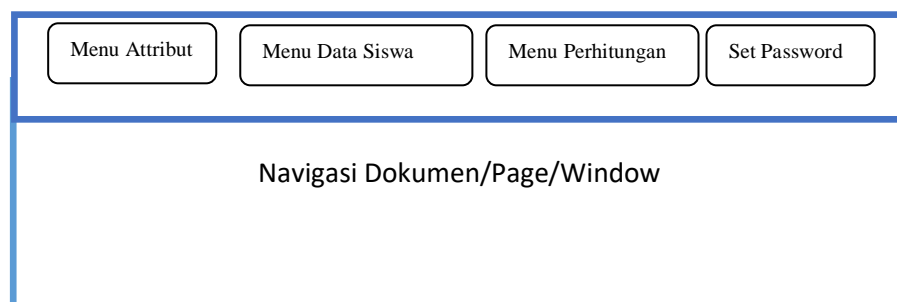 Menu Attribut
Menu Data Siswa
Menu Perhitungan
Set Password
Navigasi Dokumen/Page/Window